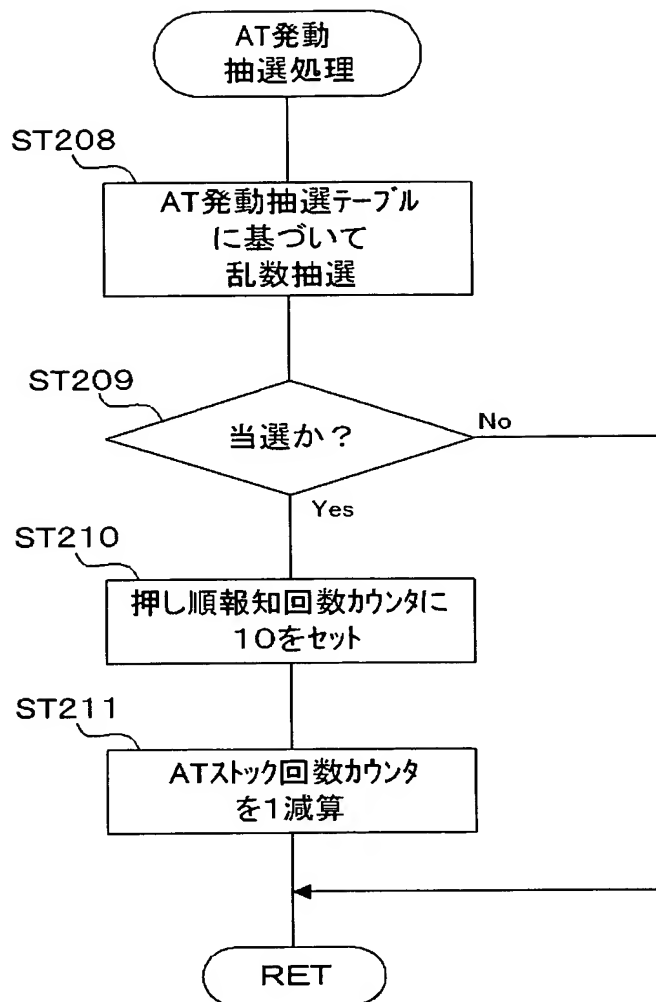 AT発動
抽選処理
ST208
AT発動抽選テーブル
に基づいて
乱数抽選
ST209
当選か？
No
Yes
ST210
押し順報知回数カウンタに
10をセット
ST211
ATストック回数カウンタ
を1減算
RET